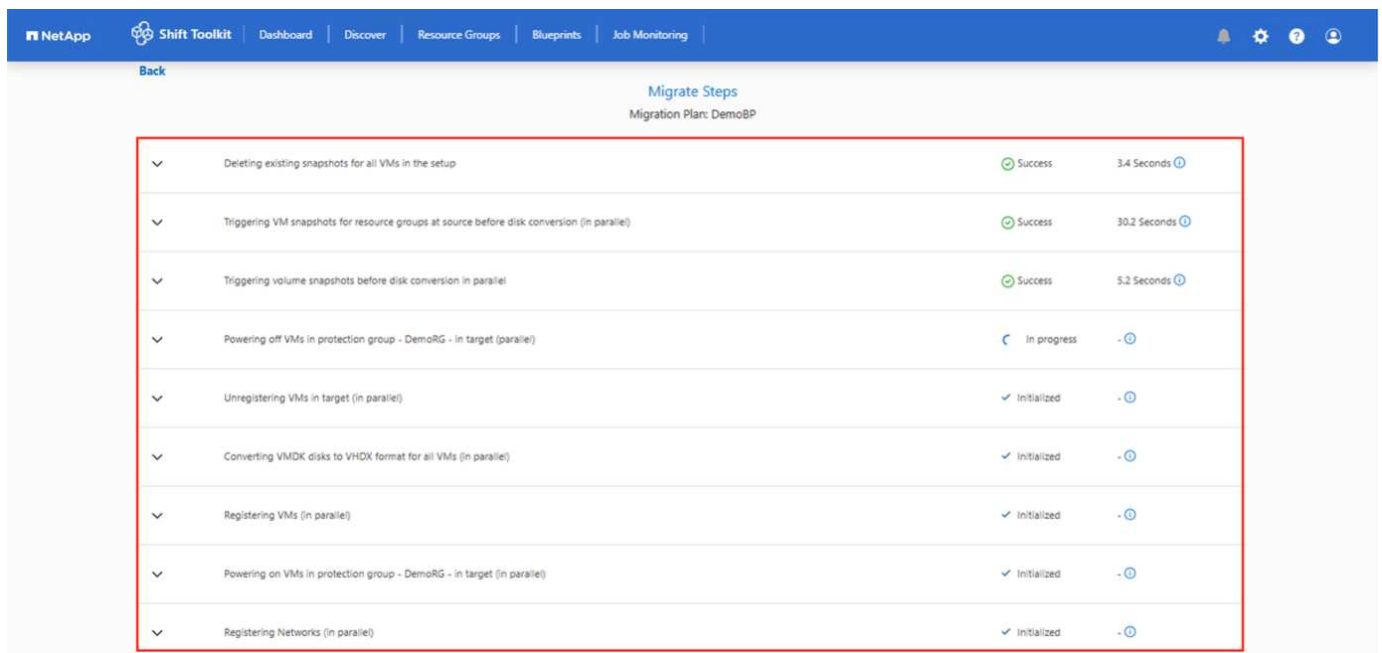 NetApp Shift Toolkit Dashboard Discover Resource Groups Blueprints Job Monitoring
Back
Migrate Steps
Migration Plan: DemoBP
Deleting existing snapshots for all VMs in the setup Success 3.4 Seconds
Triggering VM snapshots for resource groups at source before disk conversion (in parallel) Success 30.2 Seconds
Triggering volume snapshots before disk conversion in parallel Success 5.2 Seconds
Powering off VMs in protection group - DemoRG - in target (parallel) In progress -
Unregistering VMs in target (in parallel) Initialized -
Converting VMDK disks to VHDX format for all VMs (in parallel) Initialized -
Registering VMs (in parallel) Initialized -
Powering on VMs in protection group - DemoRG - in target (in parallel) Initialized -
Registering Networks (in parallel) Initialized -